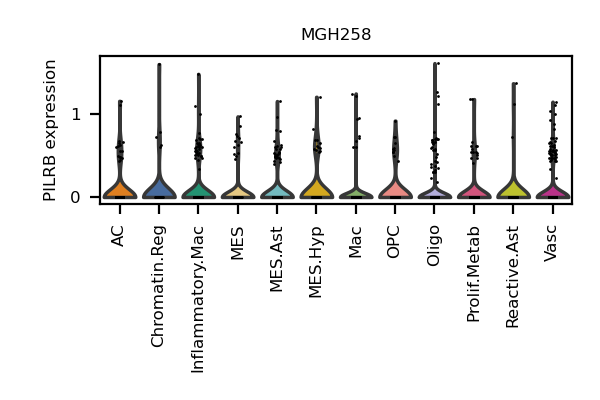 MGH258
PILRB expression
1
0
AC
Chromatin.Reg
Inflammatory.Mac
MES
MES.Ast
MES.Hyp
Mac
OPC
Oligo
Prolif.Metab
Reactive.Ast
Vasc